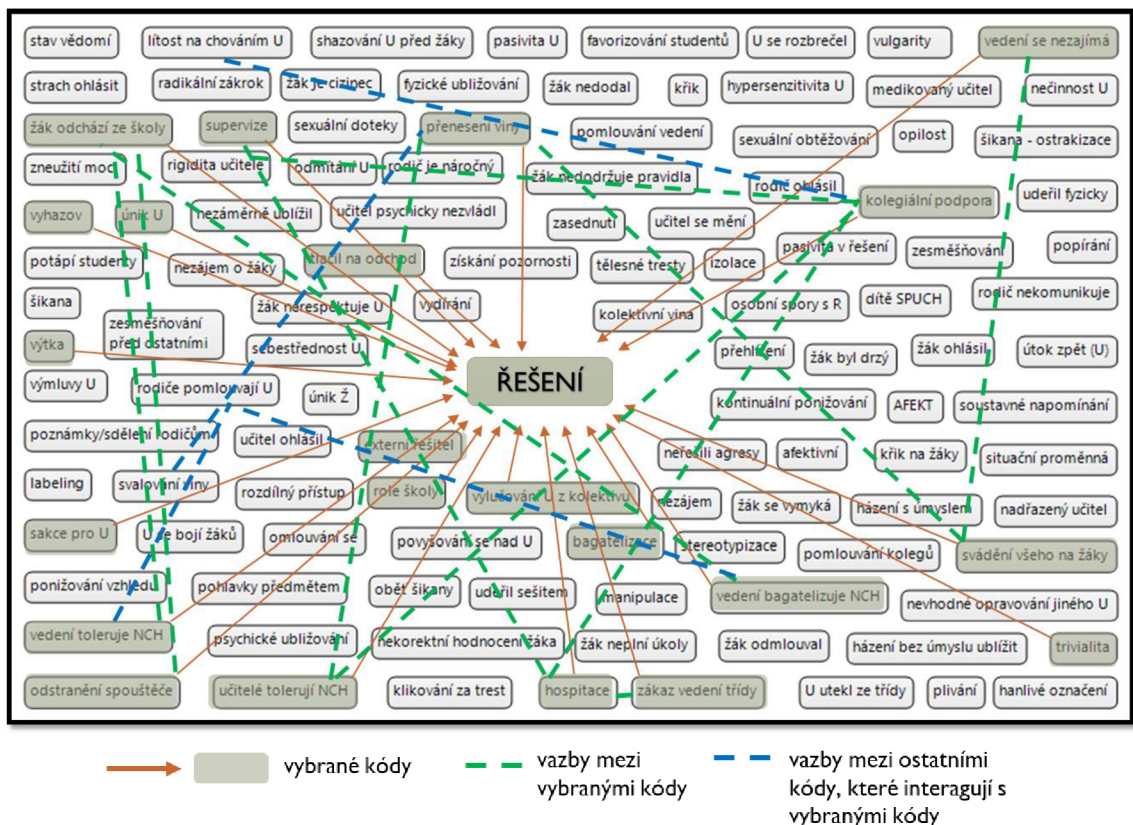 stav vědomí
lítost na chováním U
shazování U před žáky
pasivita U
favorizování studentů
U se rozbrečel
vulgarity
vedení se nezajímá
strach ohlásit
radikální zákrok
žák je cizinec
fyzické ubližování
žák nedodal
křik
hypersenzitivita U
medikovaný učitel
nečinnost U
žák odchází ze školy
supervize
sexuální doteky
přenesení viny
pomlouvání vedení
sexuální obtěžování
opilost
šikana - ostrakizace
zneužití moc
rigidita učitele
odmítání U
rodič je náročný
žák nedodržuje pravidla
rodič ohlásil
kolegiální podpora
udeřil fyzicky
vyhazov
únik U
nezáměrně ublížil
učitel psychicky nezvládl
zasednutí
učitel se mění
pasivita v řešení
zesměšňování
popírání
potápí studenty
nezájem o žáky
tlačil na odchod
získání pozornosti
tělesné tresty
izolace
šikana
žák nerespektuje U
vydírání
kolektivní vina
osobní spory s R
dítě SPUCH
rodič nekomunikuje
zesměšňování
před ostatními
výtka
sebestřednost U
přehlížení
žák byl drzý
žák ohlásil
útok zpět (U)
ŘEŠENÍ
výmluvy U
rodiče pomlouvají U
únik Ž
kontinuální ponižování
AFEKT
soustavné napomínání
poznámky/sdělení rodičům
učitel ohlásil
externí řešitel
neřešili agresy
afektivní
křik na žáky
situační proměnná
labeling
svalování viny
rozdílný přístup
role školy
vylušování U z kolektivu
nezájem
žák se vymyká
házení s úmyslem
nadřazený učitel
sakce pro U
U se bojí žáků
omlouvání se
povyšování se nad U
bagatelizace
stereotypizace
pomlouvání kolegů
svádění všeho na žáky
ponižování vzhledu
pohlavky předmětem
obět šikany
udeřil sešitem
manipulace
vedení bagatelizuje NCH
nevhodné opravování jiného U
vedení toleruje NCH
psychické ubližování
nekorektní hodnocení žáka
žák neplní úkoly
žák odmlouval
házení bez úmyslu ublížit
trivialita
odstranění spouštěče
učitelé tolerují NCH
klikování za trest
hospitace
zákaz vedení třídy
U utekl ze třídy
plivání
hanlivé označení
vybrané kódy
vazby mezi
vybranými kódy
vazby mezi ostatními
kódy, které interagují s
vybranými kódy